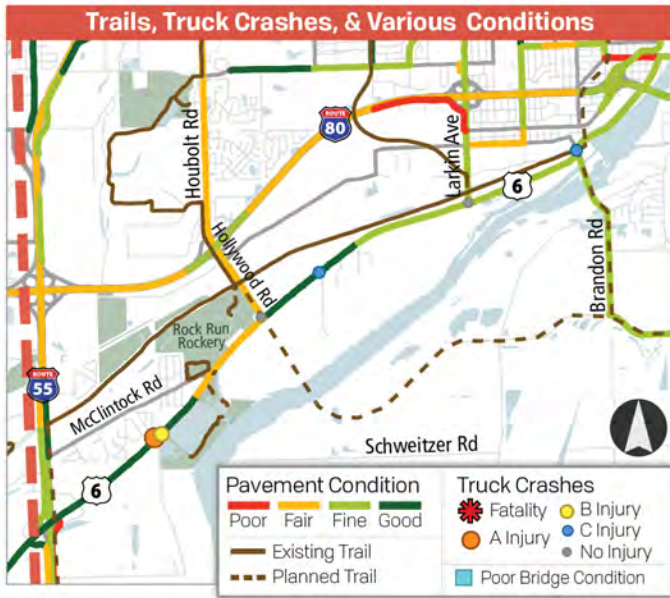 Trails, Truck Crashes, & Various Conditions
Houbolt Rd
ROUTE
80
Larkin Ave
6
Hollywood Rd
Brandon Rd
Rock Run
Rockery
ROUTE
55
McClintock Rd
Schweitzer Rd
6
Pavement Condition
Poor Fair Fine Good
Existing Trail
Planned Trail
Truck Crashes
Fatality
B Injury
C Injury
A Injury
No Injury
Poor Bridge Condition